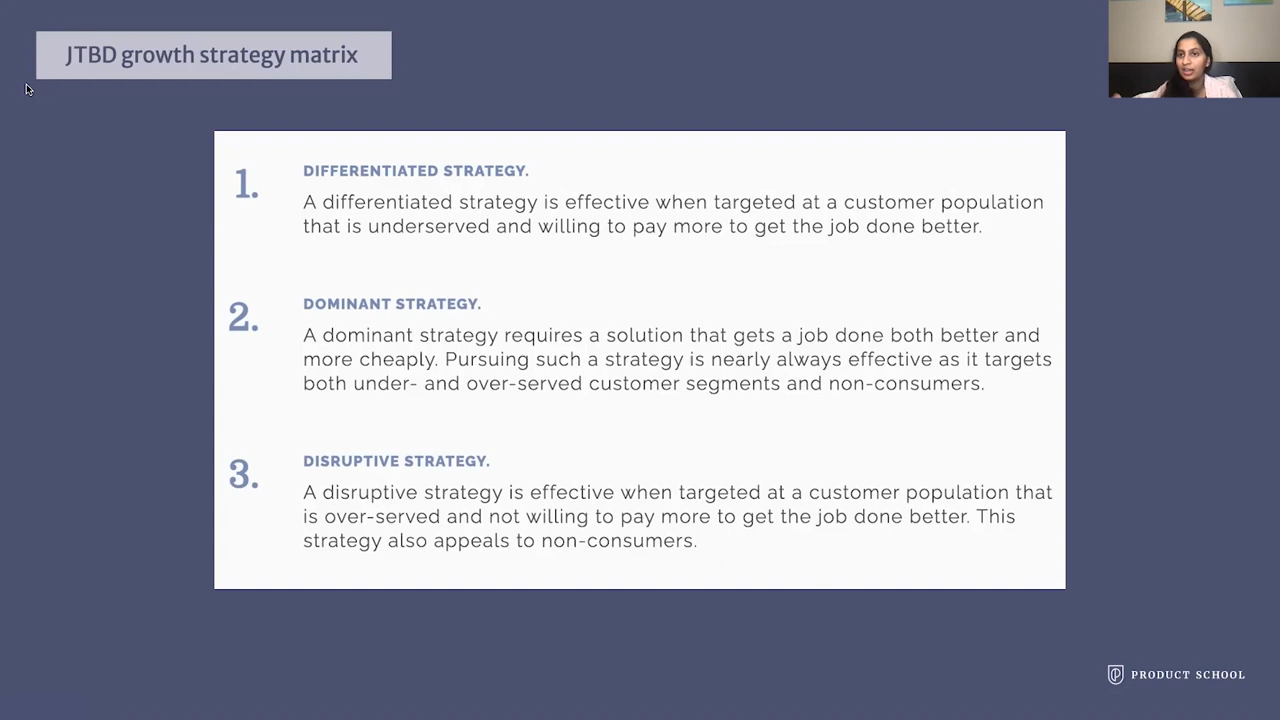 JTBD growth strategy matrix
1.
DIFFERENTIATED STRATEGY.
A differentiated strategy is effective when targeted at a customer population
that is underserved and willing to pay more to get the job done better.
2.
DOMINANT STRATEGY.
A dominant strategy requires a solution that gets a job done both better and
more cheaply. Pursuing such a strategy is nearly always effective as it targets
both under- and over-served customer segments and non-consumers.
3.
DISRUPTIVE STRATEGY.
A disruptive strategy is effective when targeted at a customer population that
is over-served and not willing to pay more to get the job done better. This
strategy also appeals to non-consumers.
PRODUCT SCHOOL